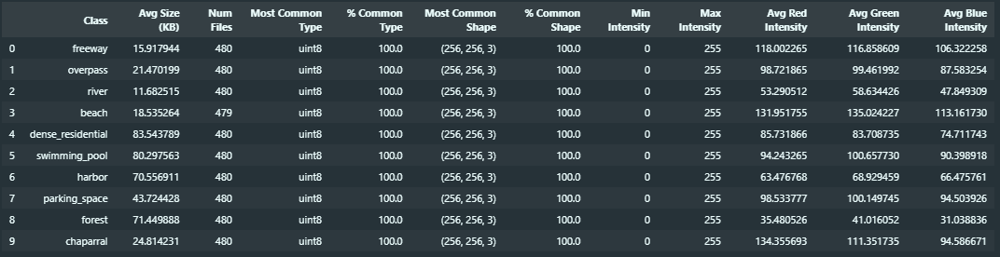 Class Avg Size (KB) Num Files Most Common Type % Common Type Most Common Shape % Common Shape Min Intensity Max Intensity Avg Red Intensity Avg Green Intensity Avg Blue Intensity
0 freeway 15.917944 480 uint8 100.0 (256, 256, 3) 100.0 0 255 118.002265 116.858609 106.322258
1 overpass 21.470199 480 uint8 100.0 (256, 256, 3) 100.0 0 255 98.721865 99.461992 87.583254
2 river 11.682515 480 uint8 100.0 (256, 256, 3) 100.0 0 255 53.290512 58.634426 47.849309
3 beach 18.535264 479 uint8 100.0 (256, 256, 3) 100.0 0 255 131.951755 135.024227 113.161730
4 dense_residential 83.543789 480 uint8 100.0 (256, 256, 3) 100.0 0 255 85.731866 83.708735 74.711743
5 swimming_pool 80.297563 480 uint8 100.0 (256, 256, 3) 100.0 0 255 94.243265 100.657730 90.398918
6 harbor 70.556911 480 uint8 100.0 (256, 256, 3) 100.0 0 255 63.476768 68.929459 66.475761
7 parking_space 43.724428 480 uint8 100.0 (256, 256, 3) 100.0 0 255 98.533777 100.149745 94.503926
8 forest 71.449888 480 uint8 100.0 (256, 256, 3) 100.0 0 255 35.480526 41.016052 31.038836
9 chaparral 24.814231 480 uint8 100.0 (256, 256, 3) 100.0 0 255 134.355693 111.351735 94.586671